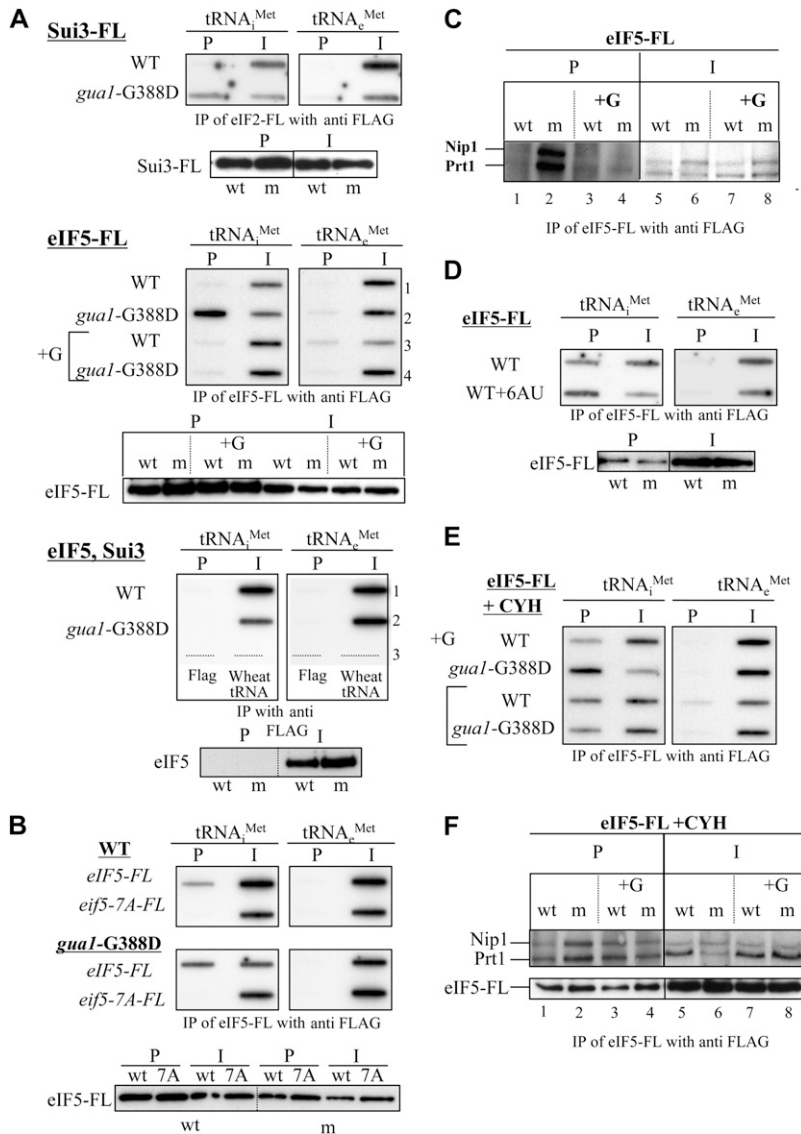 A
Sui3-FL
tRNAiMet tRNAeMet
P I P I
WT
gua1-G388D
IP of eIF2-FL with anti FLAG
P I
Sui3-FL
wt m wt m
eIF5-FL
tRNAiMet tRNAeMet
P I P I
WT 1
gua1-G388D 2
+G WT 3
gua1-G388D 4
IP of eIF5-FL with anti FLAG
P I
+G +G
wt m wt m wt m wt m
eIF5-FL
eIF5, Sui3
tRNAiMet tRNAeMet
P I P I
WT 1
gua1-G388D 2
3
Flag Wheat tRNA Flag Wheat tRNA
IP with anti
FLAG
P I
eIF5
wt m wt m
B
tRNAiMet tRNAeMet
WT P I P I
eIF5-FL
eif5-7A-FL
gua1-G388D
eIF5-FL
eif5-7A-FL
IP of eIF5-FL with anti FLAG
P I P I
wt 7A wt 7A wt 7A wt 7A
eIF5-FL
wt m
C
eIF5-FL
P I
+G +G
wt m wt m wt m wt m
Nip1
Prt1
1 2 3 4 5 6 7 8
IP of eIF5-FL with anti FLAG
D
tRNAiMet tRNAeMet
eIF5-FL P I P I
WT
WT+6AU
IP of eIF5-FL with anti FLAG
P I
eIF5-FL
wt m wt m
E
eIF5-FL
+ CYH
tRNAiMet tRNAeMet
P I P I
+G WT
gua1-G388D
WT
gua1-G388D
IP of eIF5-FL with anti FLAG
F
eIF5-FL +CYH
P I
+G +G
wt m wt m wt m wt m
Nip1
Prt1
eIF5-FL
1 2 3 4 5 6 7 8
IP of eIF5-FL with anti FLAG